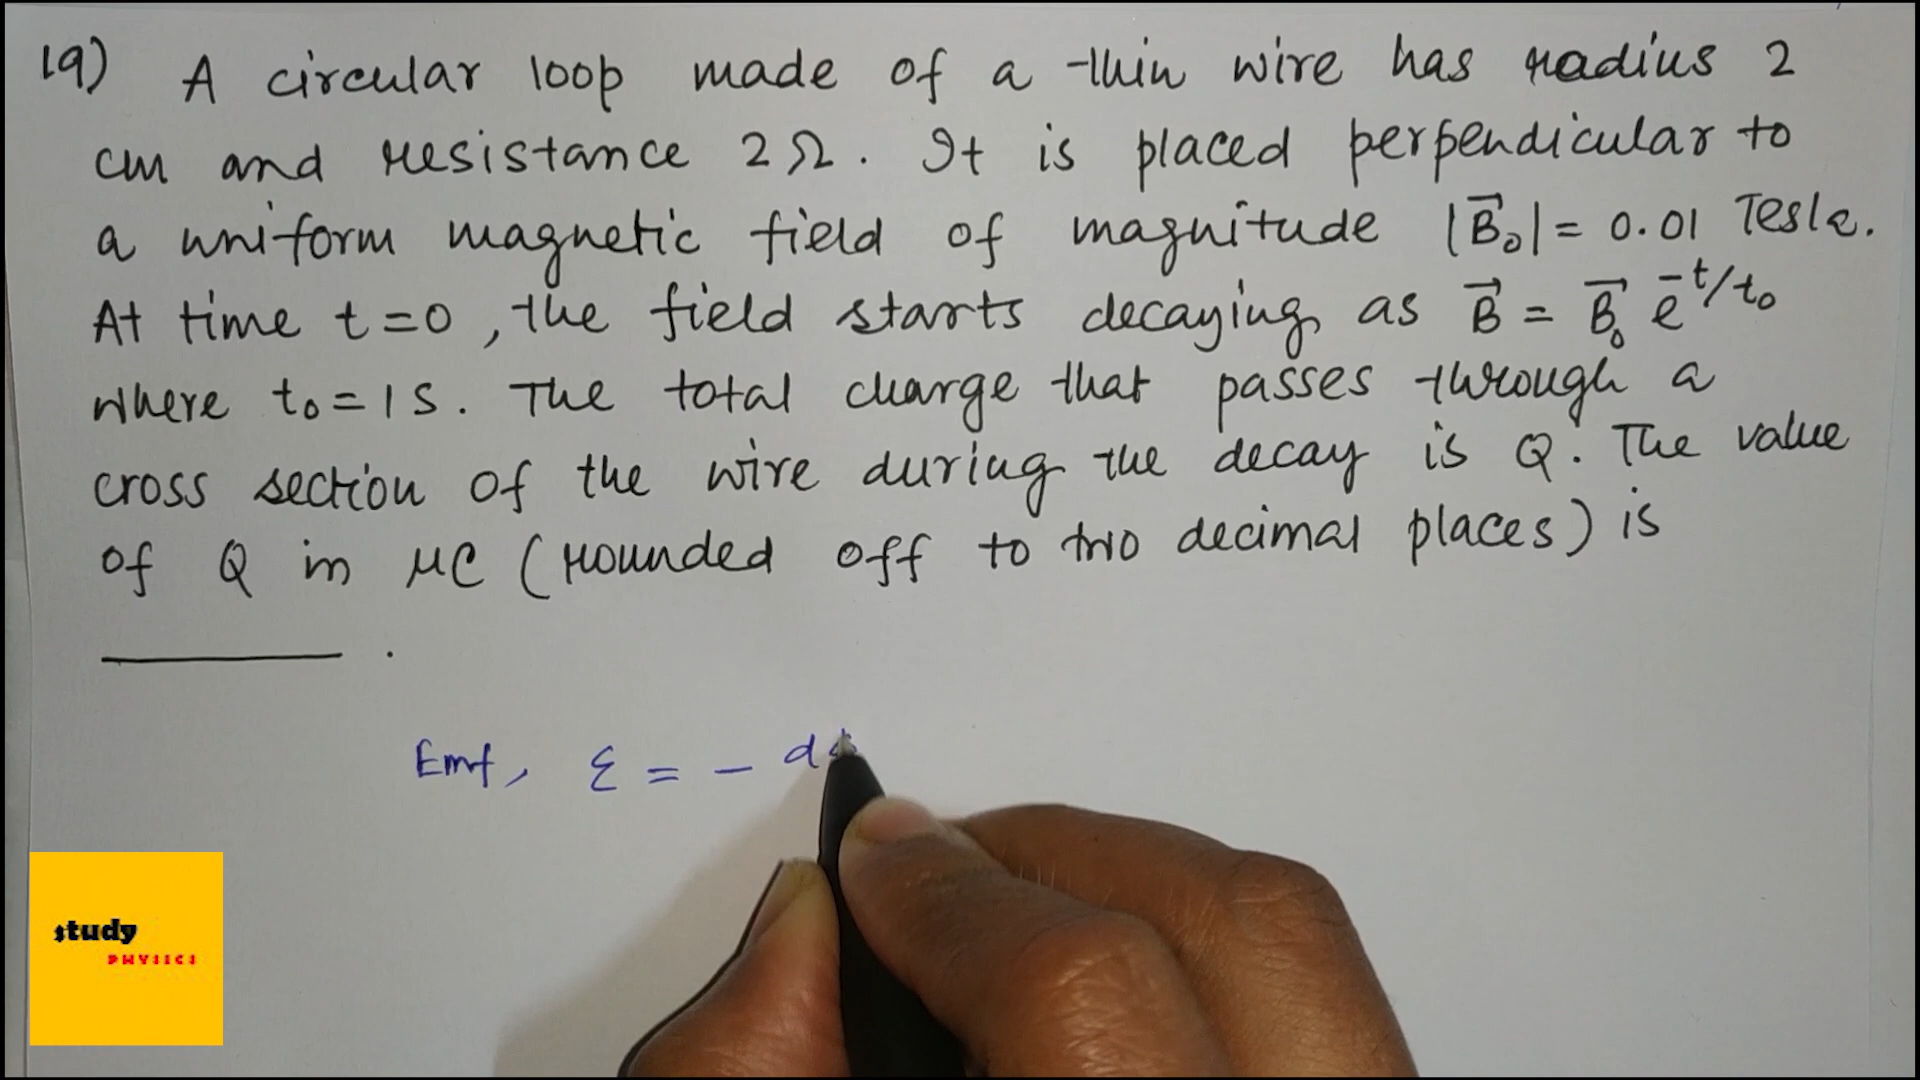 19) A circular loop made of a thin wire has radius 2
cm and resistance 2Ω. It is placed perpendicular to
a uniform magnetic field of magnitude |B⃗₀| = 0.01 Tesla.
At time t=0, the field starts decaying as B⃗ = B⃗₀ e^{-t/t₀}
where t₀=1s. The total charge that passes through a
cross section of the wire during the decay is Q. The value
of Q in μC (rounded off to two decimal places) is
______.
Emf, ε = - d
study
PHYSICS